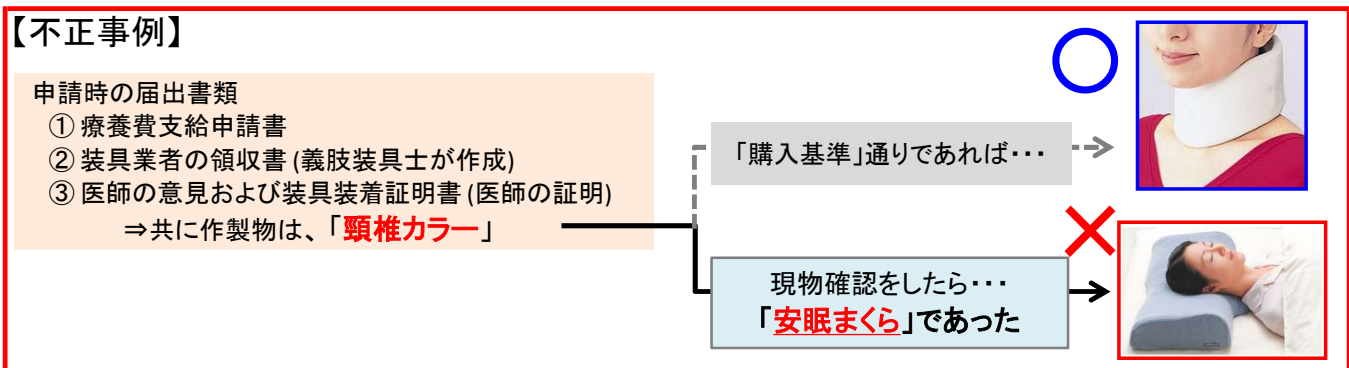 【不正事例】
申請時の届出書類
① 療養費支給申請書
② 装具業者の領収書 (義肢装具士が作成)
③ 医師の意見および装具装着証明書 (医師の証明)
⇒共に作製物は、「頸椎カラー」
「購入基準」通りであれば・・・
現物確認をしたら・・・
「安眠まくら」であった